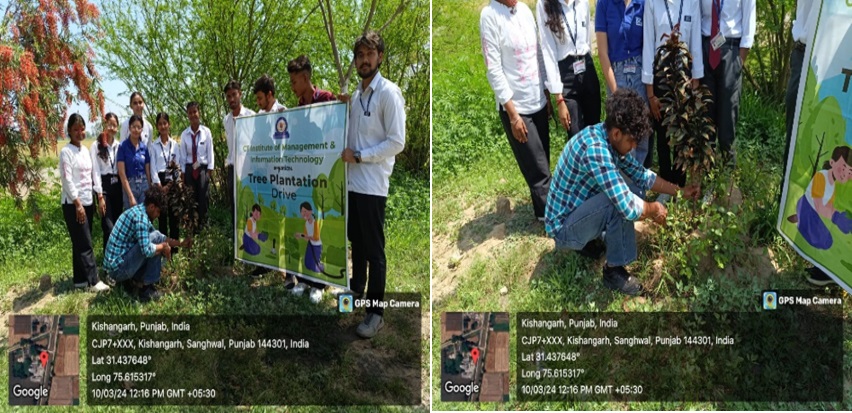 CT Institute of Management &
Information Technology
organizes
Tree Plantation
Drive
GPS Map Camera
Kishangarh, Punjab, India
CJP7+XXX, Kishangarh, Sanghwal, Punjab 144301, India
Lat 31.437648°
Long 75.615317°
10/03/24 12:16 PM GMT +05:30
Google
GPS Map Camera
Kishangarh, Punjab, India
CJP7+XXX, Kishangarh, Sanghwal, Punjab 144301, India
Lat 31.437648°
Long 75.615317°
10/03/24 12:16 PM GMT +05:30
Google